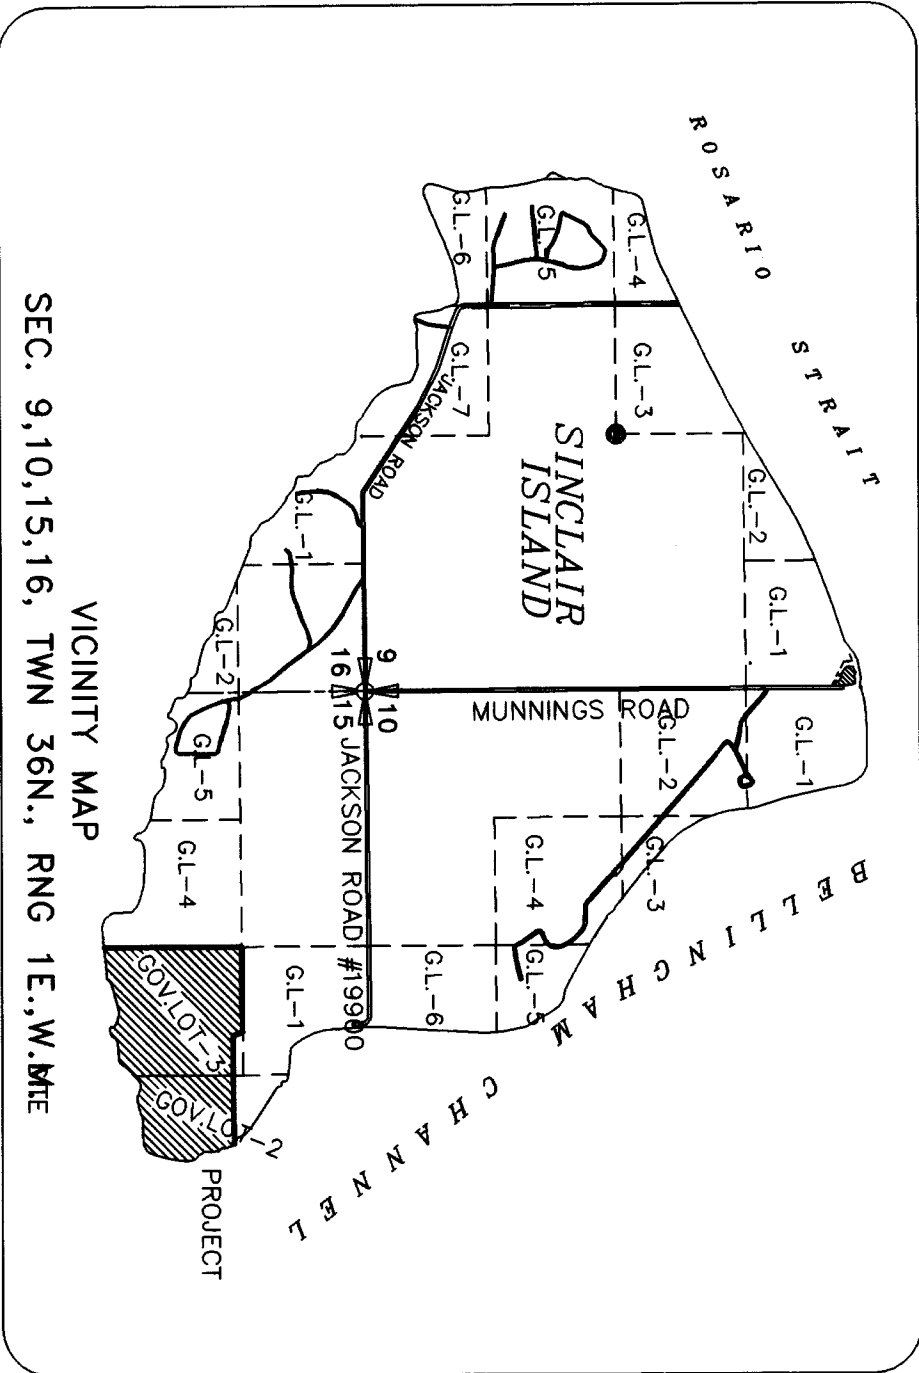 ROSARIO STRAIT
G.L.-4
G.L.-5
G.L.-6
G.L.-3
G.L.-7
JACKSON ROAD
SINCLAIR
ISLAND
G.L.-2
G.L.-1
G.L.-1
G.L.-2
9
10
16
15
MUNNINGS ROAD
G.L.-1
G.L.-2
G.L.-3
G.L.-4
G.L.-5
G.L.-6
JACKSON ROAD #19900
G.L.-5
G.L.-4
G.L.-1
GOV.LOT-3
GOV.LOT-2
PROJECT
BELLINGHAM CHANNEL
VICINITY MAP
SEC. 9,10,15,16, TWN 36N., RNG 1E.,W.M.